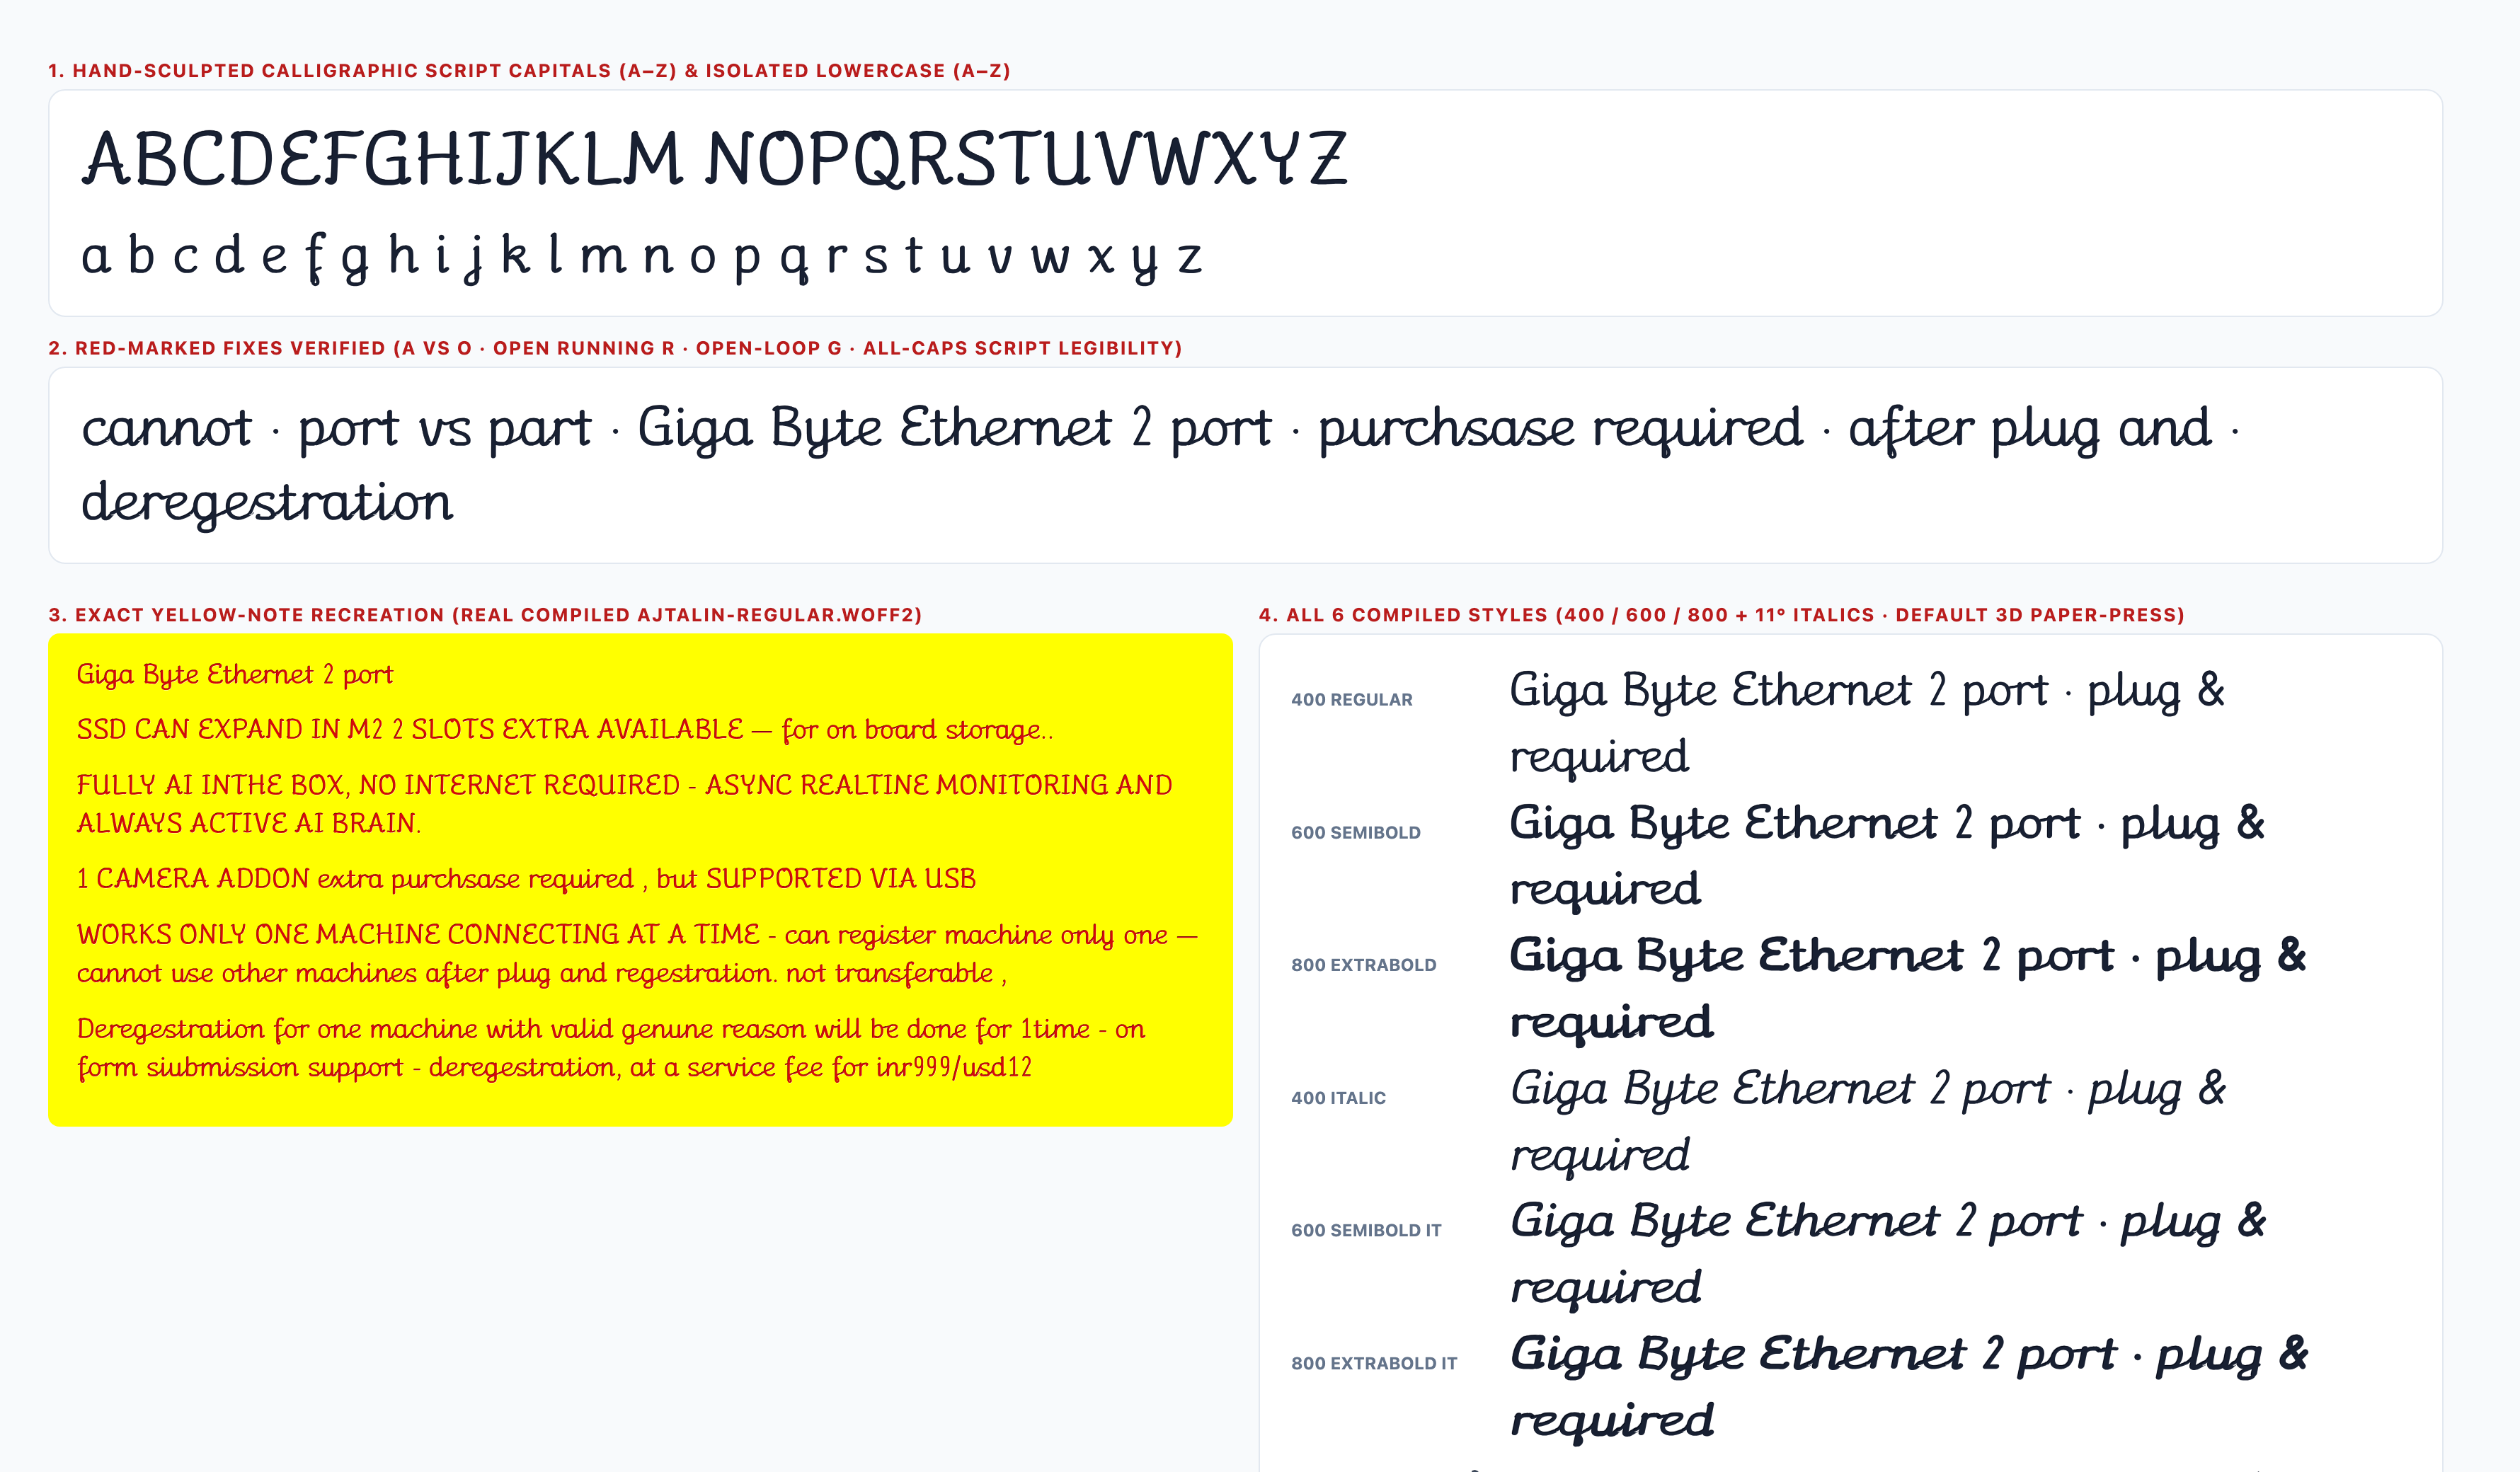 1. HAND-SCULPTED CALLIGRAPHIC SCRIPT CAPITALS (A–Z) & ISOLATED LOWERCASE (A–Z)
ABCDEFGHIJKLM NOPQRSTUVWXYZ
a b c d e f g h i j k l m n o p q r s t u v w x y z
2. RED-MARKED FIXES VERIFIED (A VS O · OPEN RUNNING R · OPEN-LOOP G · ALL-CAPS SCRIPT LEGIBILITY)
cannot · port vs part · Giga Byte Ethernet 2 port · purchsase required · after plug and ·
deregestration
3. EXACT YELLOW-NOTE RECREATION (REAL COMPILED AJTALIN-REGULAR.WOFF2)
Giga Byte Ethernet 2 port
SSD CAN EXPAND IN M2 2 SLOTS EXTRA AVAILABLE — for on board storage..
FULLY AI INTHE BOX, NO INTERNET REQUIRED - ASYNC REALTINE MONITORING AND
ALWAYS ACTIVE AI BRAIN.
1 CAMERA ADDON extra purchsase required , but SUPPORTED VIA USB
WORKS ONLY ONE MACHINE CONNECTING AT A TIME - can register machine only one —
cannot use other machines after plug and regestration. not transferable ,
Deregestration for one machine with valid genune reason will be done for 1time - on
form siubmission support - deregestration, at a service fee for inr999/usd12
4. ALL 6 COMPILED STYLES (400 / 600 / 800 + 11° ITALICS · DEFAULT 3D PAPER-PRESS)
400 REGULAR Giga Byte Ethernet 2 port · plug &
required
600 SEMIBOLD Giga Byte Ethernet 2 port · plug &
required
800 EXTRABOLD Giga Byte Ethernet 2 port · plug &
required
400 ITALIC Giga Byte Ethernet 2 port · plug &
required
600 SEMIBOLD IT Giga Byte Ethernet 2 port · plug &
required
800 EXTRABOLD IT Giga Byte Ethernet 2 port · plug &
required